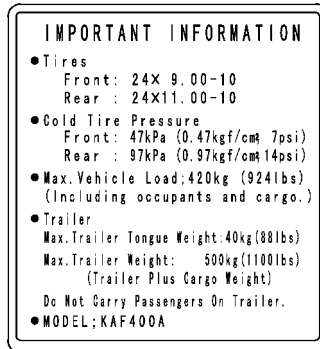 IMPORTANT INFORMATION
●Tires
Front: 24X 9.00-10
Rear : 24X11.00-10
●Cold Tire Pressure
Front: 47kPa (0.47kgf/cm², 7psi)
Rear : 97kPa (0.97kgf/cm², 14psi)
●Max.Vehicle Load;420kg (924lbs)
(Including occupants and cargo.)
●Trailer
Max.Trailer Tongue Weight:40kg(88lbs)
Max.Trailer Weight: 500kg(1100lbs)
(Trailer Plus Cargo Weight)
Do Not Carry Passengers On Trailer.
●MODEL;KAF400A